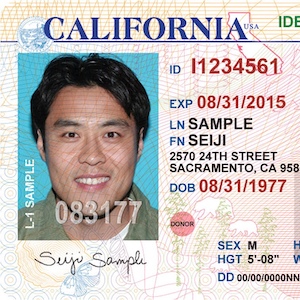 CALIFORNIA USA IDE
ID I1234561
EXP 08/31/2015
LN SAMPLE
FN SEIJI
2570 24TH STREET
SACRAMENTO, CA 958
DOB 08/31/1977
L-1 SAMPLE
083177
DONOR
Seiji Sample
SEX M H
HGT 5'-08" W
DD 00/00/0000NN